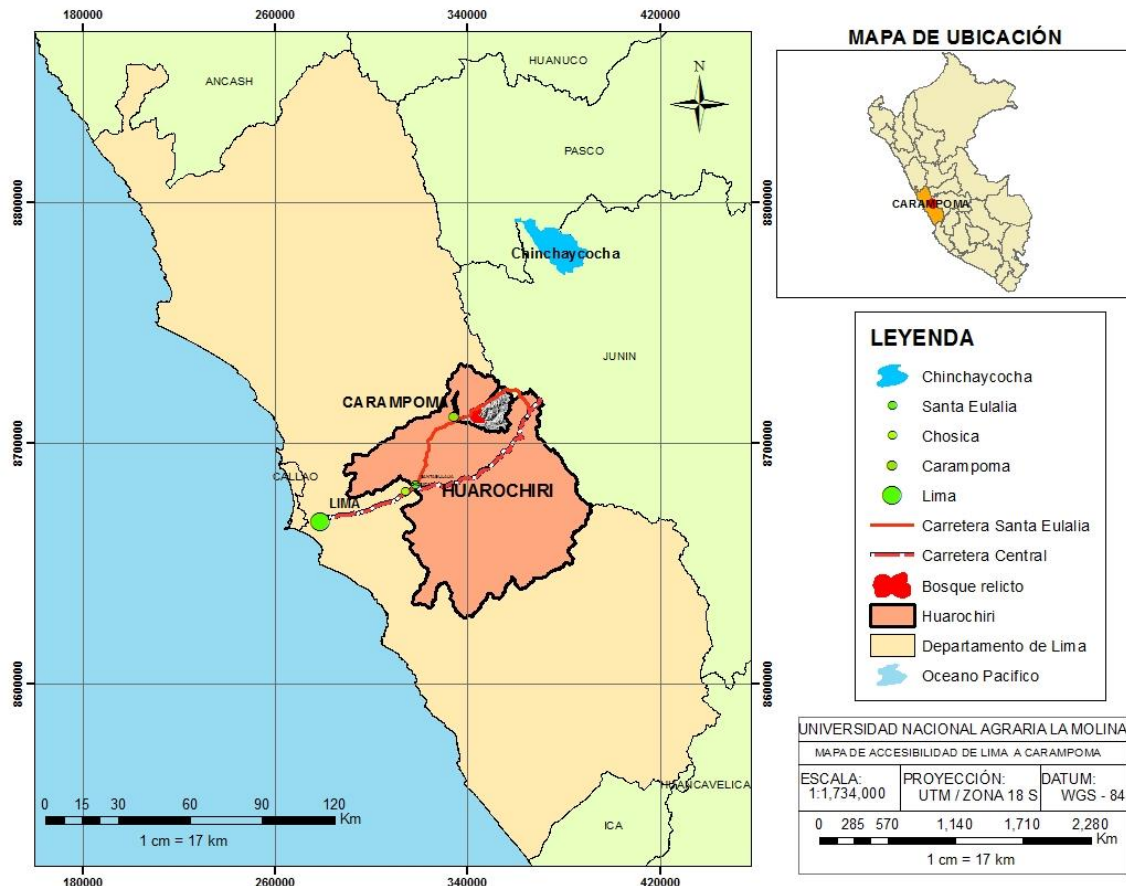 180000 260000 340000 420000
ANCASH
HUANUCO
N
PASCO
8800000 8800000
Chinchaycocha
JUNIN
CARAMPOMA
8700000 8700000
CALLAO
LIMA
HUAROCHIRI
8600000 8600000
HUANCAVELICA
ICA
0 15 30 60 90 120
Km
1 cm = 17 km
180000 260000 340000 420000
MAPA DE UBICACIÓN
CARAMPOMA
LEYENDA
Chinchaycocha
Santa Eulalia
Chosica
Carampoma
Lima
Carretera Santa Eulalia
Carretera Central
Bosque relicto
Huarochiri
Departamento de Lima
Oceano Pacifico
UNIVERSIDAD NACIONAL AGRARIA LA MOLINA
MAPA DE ACCESIBILIDAD DE LIMA A CARAMPOMA
ESCALA: PROYECCIÓN: DATUM:
1:1,734,000 UTM / ZONA 18 S WGS - 84
0 285 570 1,140 1,710 2,280
Km
1 cm = 17 km